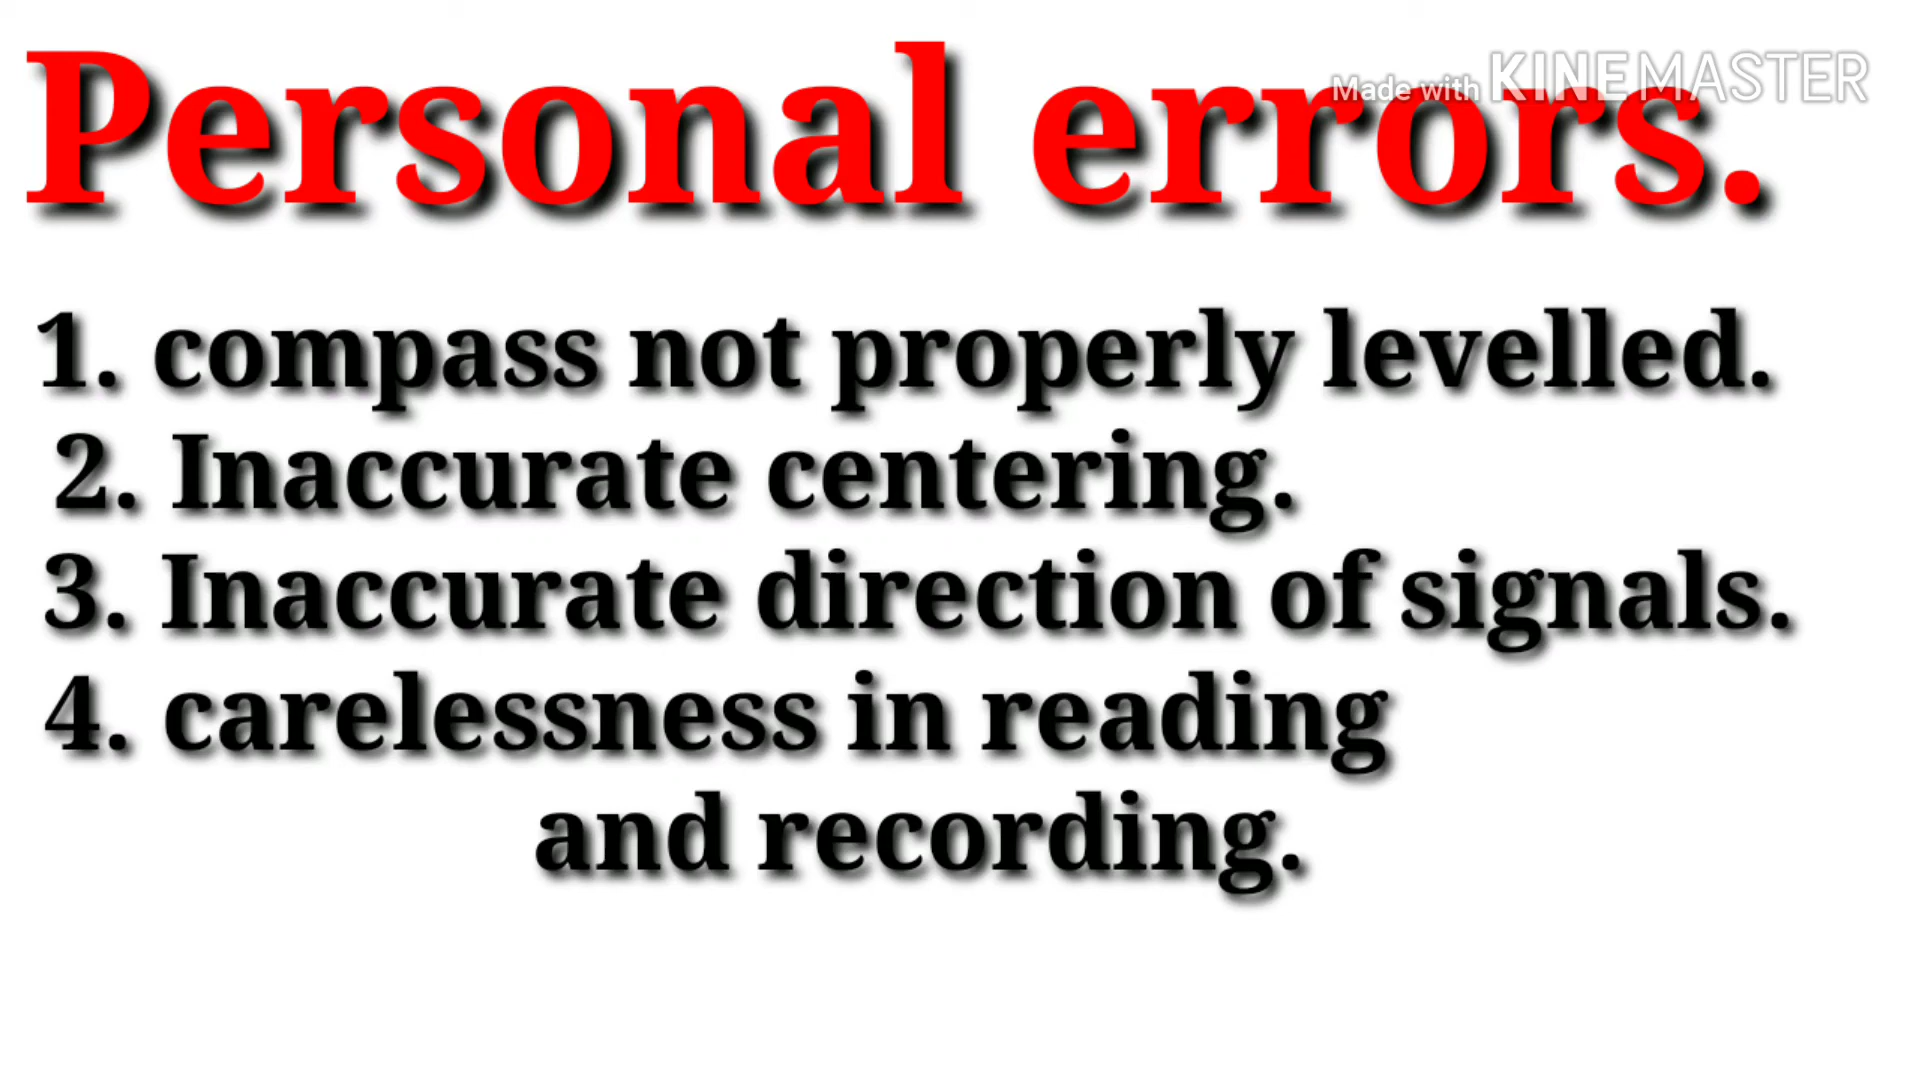 Personal errors.
Made with KINEMASTER
1. compass not properly levelled.
2. Inaccurate centering.
3. Inaccurate direction of signals.
4. carelessness in reading
and recording.